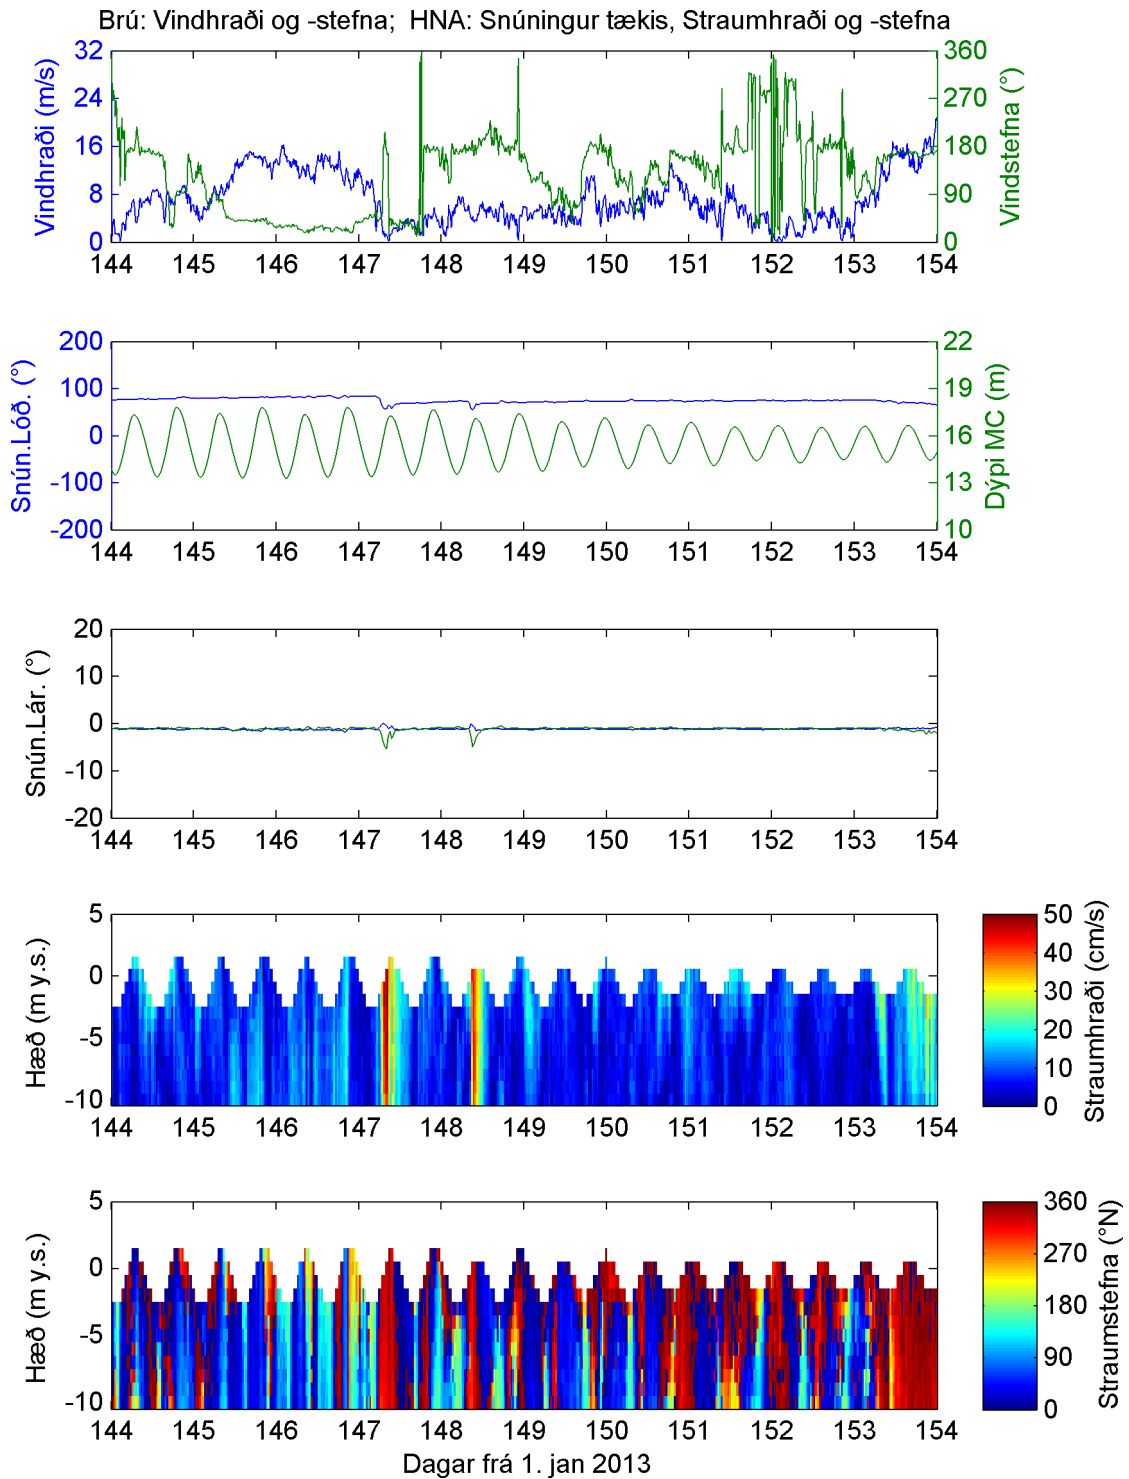 Brú: Vindhraði og -stefna; HNA: Snúningur tækis, Straumhraði og -stefna
Vindhraði (m/s)
32
24
16
8
0
360
270
180
90
0
Vindstefna (°)
144 145 146 147 148 149 150 151 152 153 154
Snún.Lóð. (°)
200
100
0
-100
-200
22
19
16
13
10
Dýpi MC (m)
144 145 146 147 148 149 150 151 152 153 154
Snún.Lár. (°)
20
10
0
-10
-20
144 145 146 147 148 149 150 151 152 153 154
Hæð (m y.s.)
5
0
-5
-10
144 145 146 147 148 149 150 151 152 153 154
50
40
30
20
10
0
Straumhraði (cm/s)
Hæð (m y.s.)
5
0
-5
-10
144 145 146 147 148 149 150 151 152 153 154
360
270
180
90
0
Straumstefna (°N)
Dagar frá 1. jan 2013